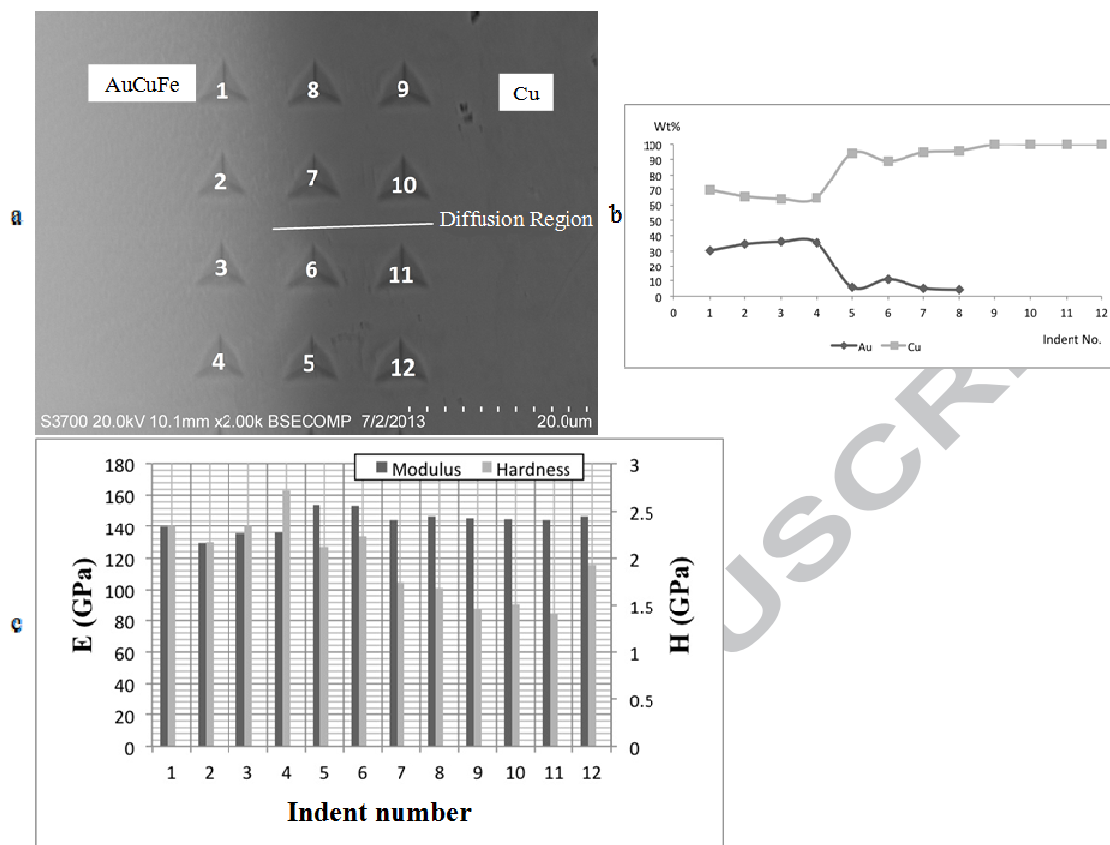 AuCuFe
Cu
1
8
9
2
7
10
Diffusion Region
3
6
11
4
5
12
S3700 20.0kV 10.1mm x2.00k BSECOMP 7/2/2013
20.0um
a
b
Wt%
100
90
80
70
60
50
40
30
20
10
0
0 1 2 3 4 5 6 7 8 9 10 11 12
Indent No.
Au Cu
c
Modulus Hardness
E (GPa)
180
160
140
120
100
80
60
40
20
0
H (GPa)
3
2.5
2
1.5
1
0.5
0
1 2 3 4 5 6 7 8 9 10 11 12
Indent number
USCR